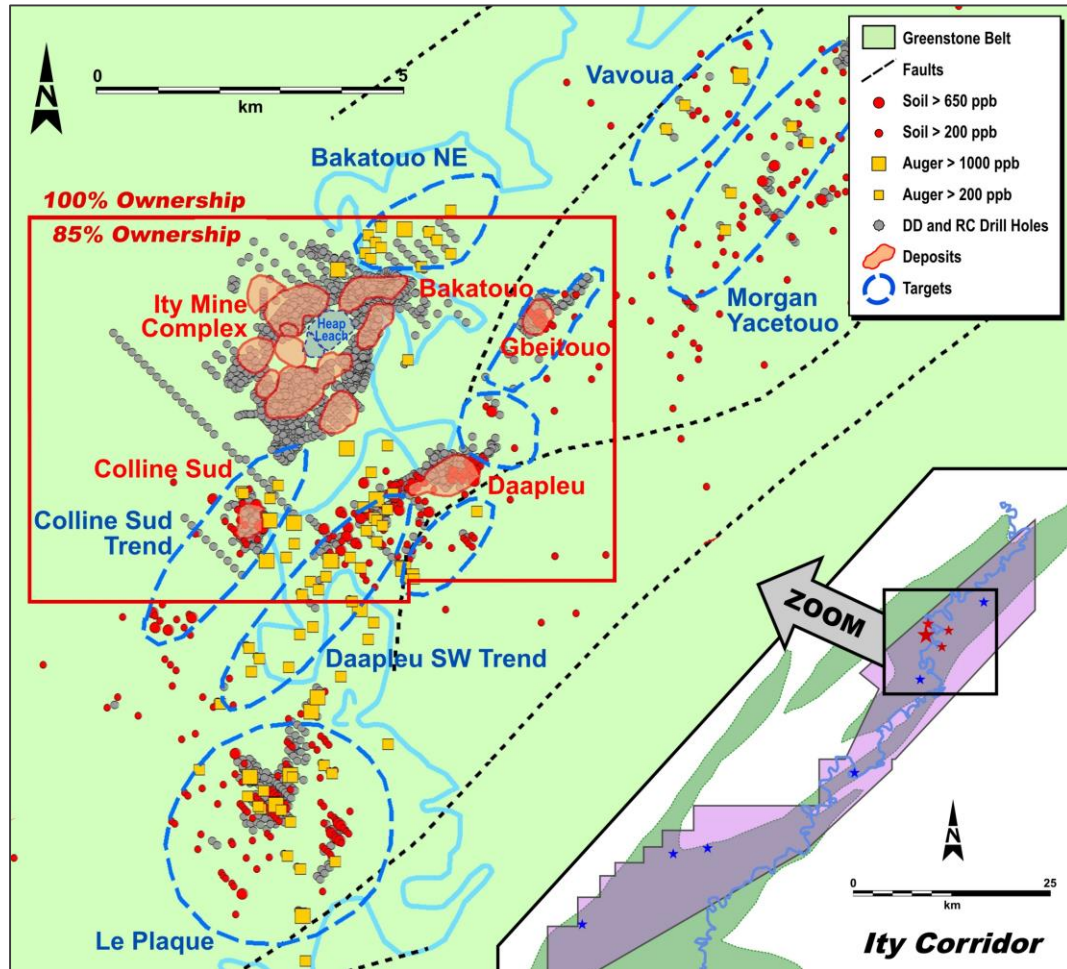 N
0
5
km
Vavoua
Bakatouo NE
100% Ownership
85% Ownership
Ity Mine
Complex
Heap
Leach
Bakatouo
Gbeitouo
Morgan
Yacetouo
Colline Sud
Colline Sud
Trend
Daapleu
Daapleu SW Trend
Le Plaque
Greenstone Belt
Faults
Soil > 650 ppb
Soil > 200 ppb
Auger > 1000 ppb
Auger > 200 ppb
DD and RC Drill Holes
Deposits
Targets
ZOOM
N
0
25
km
Ity Corridor